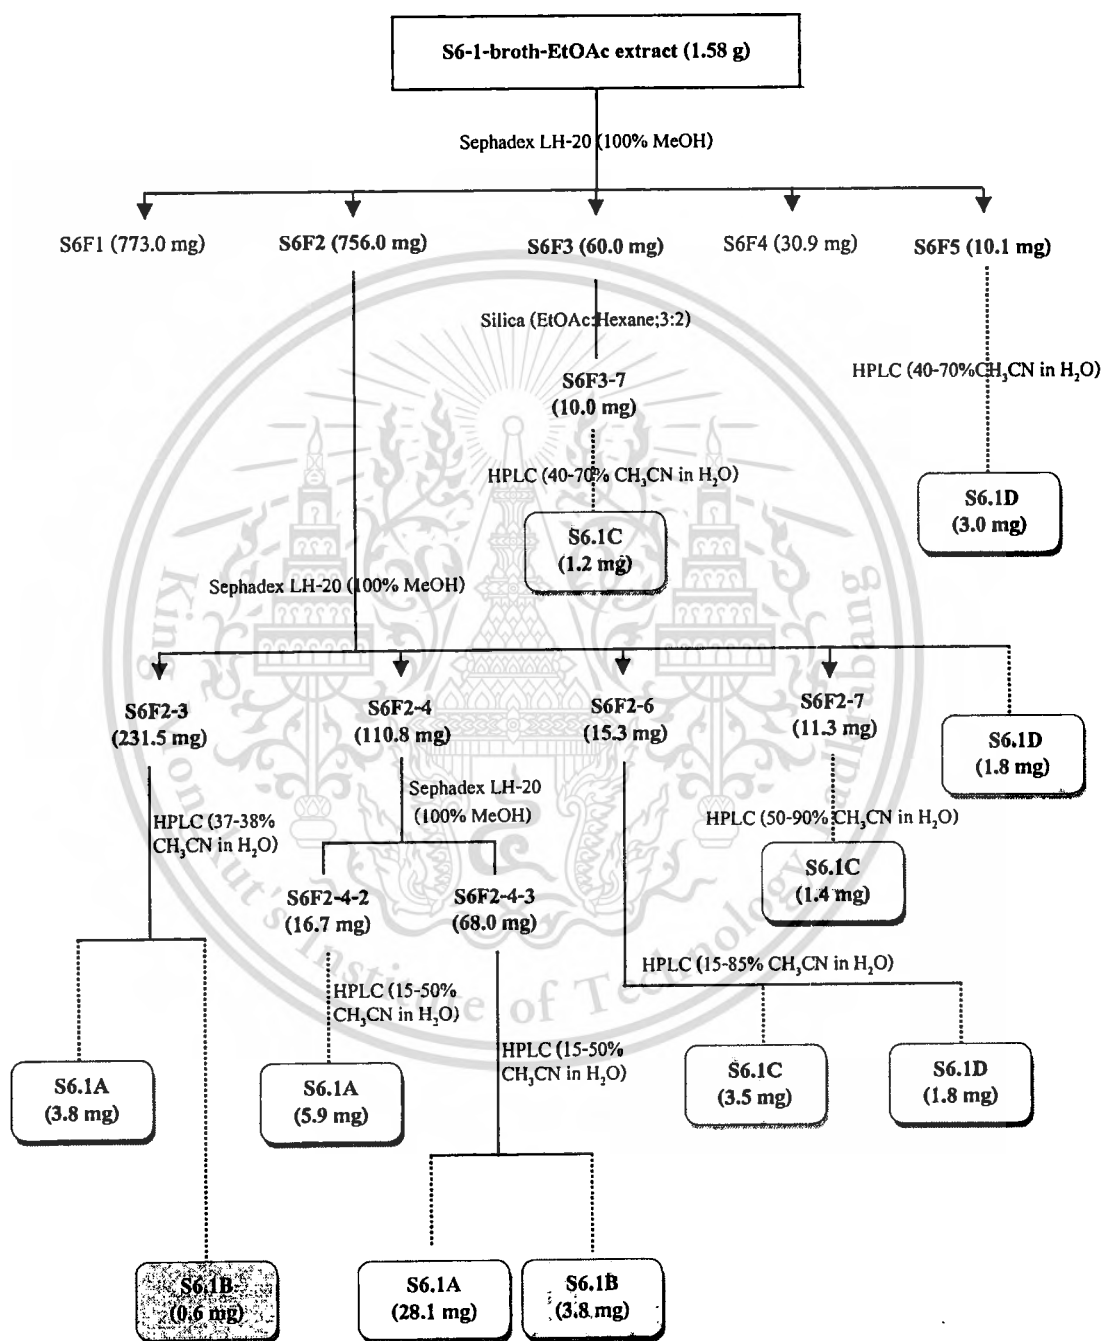 S6-1-broth-EtOAc extract (1.58 g)
Sephadex LH-20 (100% MeOH)
S6F1 (773.0 mg)
S6F2 (756.0 mg)
S6F3 (60.0 mg)
S6F4 (30.9 mg)
S6F5 (10.1 mg)
Silica (EtOAc:Hexane;3:2)
HPLC (40-70%CH₃CN in H₂O)
S6F3-7
(10.0 mg)
HPLC (40-70% CH₃CN in H₂O)
S6.1D
(3.0 mg)
S6.1C
(1.2 mg)
Sephadex LH-20 (100% MeOH)
S6F2-3
(231.5 mg)
S6F2-4
(110.8 mg)
S6F2-6
(15.3 mg)
S6F2-7
(11.3 mg)
S6.1D
(1.8 mg)
Sephadex LH-20
(100% MeOH)
HPLC (37-38%
CH₃CN in H₂O)
HPLC (50-90% CH₃CN in H₂O)
S6.1C
(1.4 mg)
S6F2-4-2
(16.7 mg)
S6F2-4-3
(68.0 mg)
HPLC (15-85% CH₃CN in H₂O)
HPLC (15-50%
CH₃CN in H₂O)
HPLC (15-50%
CH₃CN in H₂O)
S6.1A
(3.8 mg)
S6.1A
(5.9 mg)
S6.1C
(3.5 mg)
S6.1D
(1.8 mg)
S6.1B
(0.6 mg)
S6.1A
(28.1 mg)
S6.1B
(3.8 mg)
King Mongkut's Institute of Technology Ladkrabang